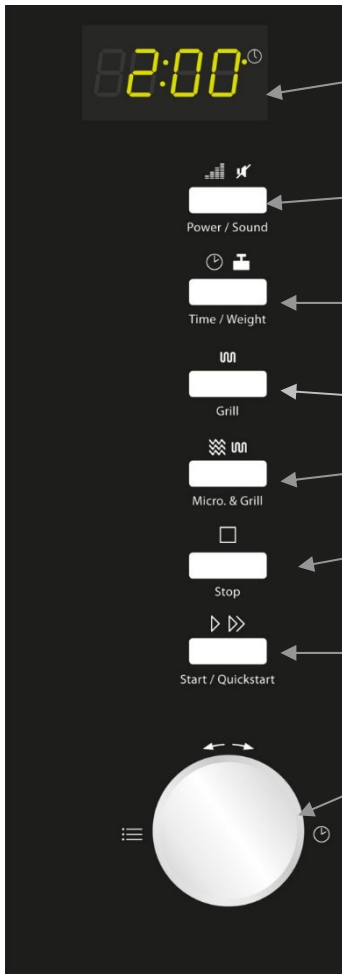 2:00
Power / Sound
Time / Weight
Grill
Micro. & Grill
Stop
Start / Quickstart